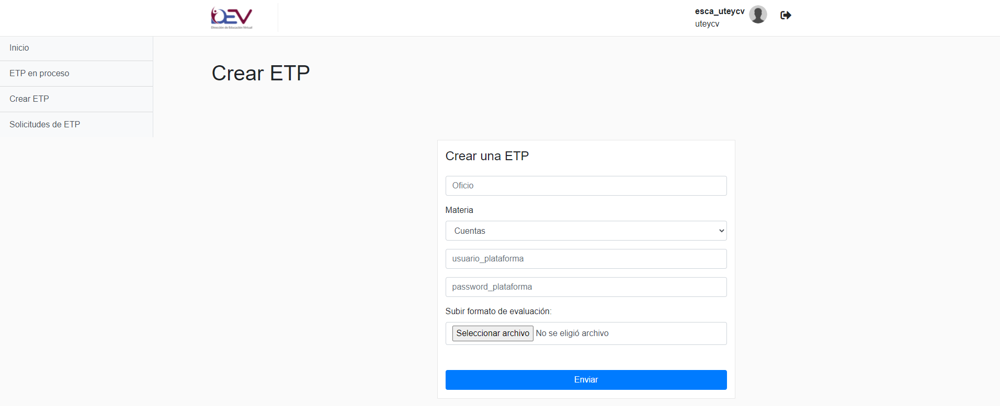 DEV
Dirección de Educación Virtual
esca_uteycv
uteycv
Inicio
ETP en proceso
Crear ETP
Solicitudes de ETP
Crear ETP
Crear una ETP
Oficio
Materia
Cuentas
usuario_plataforma
password_plataforma
Subir formato de evaluación:
Seleccionar archivo No se eligió archivo
Enviar